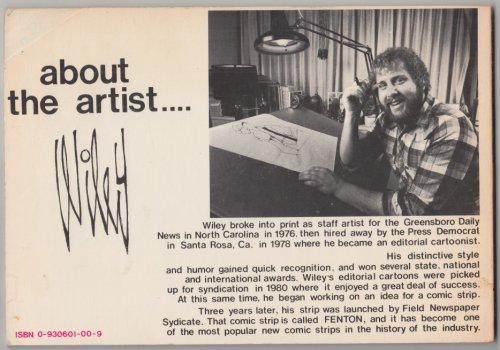 about
the artist....
Wiley
Wiley broke into print as staff artist for the Greensboro Daily
News in North Carolina in 1976. then hired away by the Press Democrat
in Santa Rosa, Ca. in 1978 where he became an editorial cartoonist.
His distinctive style
and humor gained quick recognition, and won several state, national
and international awards. Wiley's editorial cartoons were picked
up for syndication in 1980 where it enjoyed a great deal of success.
At this same time, he began working on an idea for a comic strip.
Three years later, his strip was launched by Field Newspaper
Sydicate. That comic strip is called FENTON, and it has become one
of the most popular new comic strips in the history of the industry.
ISBN 0-930601-00-9